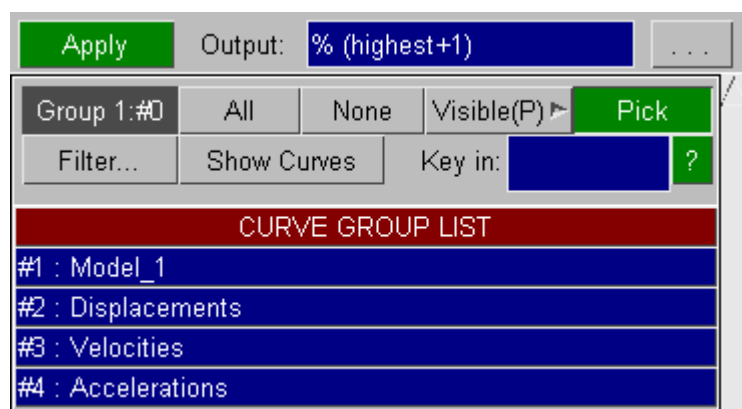 Apply Output: % (highest+1) ...
Group 1:#0 All None Visible(P) Pick
Filter... Show Curves Key in: ?
CURVE GROUP LIST
#1 : Model_1
#2 : Displacements
#3 : Velocities
#4 : Accelerations